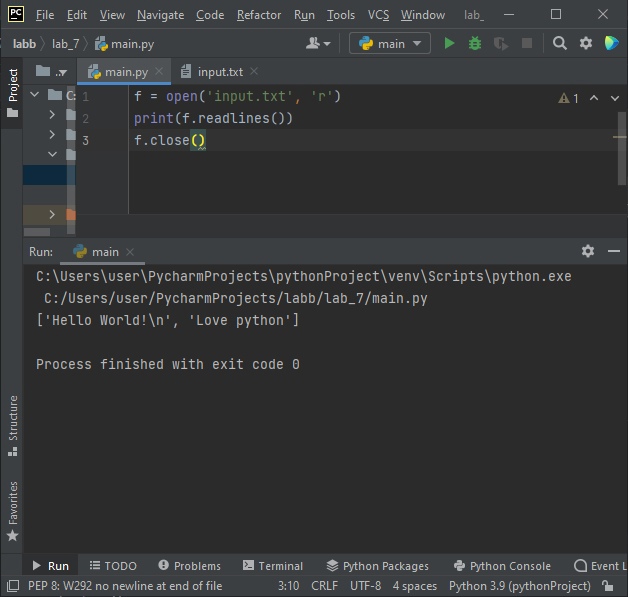 PC File Edit View Navigate Code Refactor Run Tools VCS Window lab_
labb lab_7 main.py main
Project .. main.py input.txt
C:
1 f = open('input.txt', 'r') 1
2 print(f.readlines())
3 f.close()
Run: main
C:\Users\user\PycharmProjects\pythonProject\venv\Scripts\python.exe
C:/Users/user/PycharmProjects/labb/lab_7/main.py
['Hello World!\n', 'Love python']
Process finished with exit code 0
Structure
Favorites
Run TODO Problems Terminal Python Packages Python Console Event L
PEP 8: W292 no newline at end of file 3:10 CRLF UTF-8 4 spaces Python 3.9 (pythonProject)